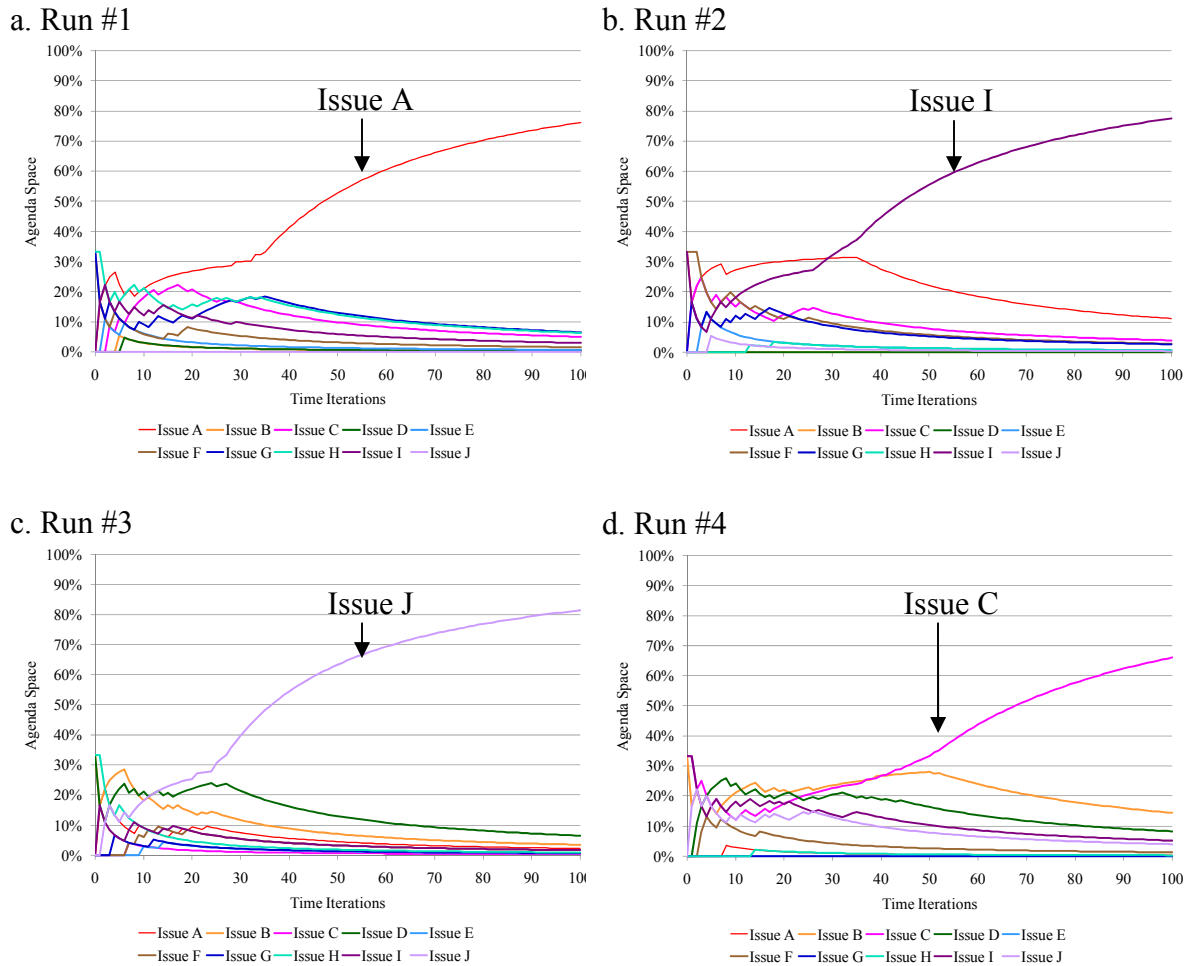 a. Run #1
100%
90%
80%
70%
60%
50%
40%
30%
20%
10%
0%
Agenda Space
Issue A
0 10 20 30 40 50 60 70 80 90 100
Time Iterations
Issue A Issue B Issue C Issue D Issue E
Issue F Issue G Issue H Issue I Issue J
b. Run #2
100%
90%
80%
70%
60%
50%
40%
30%
20%
10%
0%
Agenda Space
Issue I
0 10 20 30 40 50 60 70 80 90 100
Time Iterations
Issue A Issue B Issue C Issue D Issue E
Issue F Issue G Issue H Issue I Issue J
c. Run #3
100%
90%
80%
70%
60%
50%
40%
30%
20%
10%
0%
Agenda Space
Issue J
0 10 20 30 40 50 60 70 80 90 100
Time Iterations
Issue A Issue B Issue C Issue D Issue E
Issue F Issue G Issue H Issue I Issue J
d. Run #4
100%
90%
80%
70%
60%
50%
40%
30%
20%
10%
0%
Agenda Space
Issue C
0 10 20 30 40 50 60 70 80 90 100
Time Iterations
Issue A Issue B Issue C Issue D Issue E
Issue F Issue G Issue H Issue I Issue J